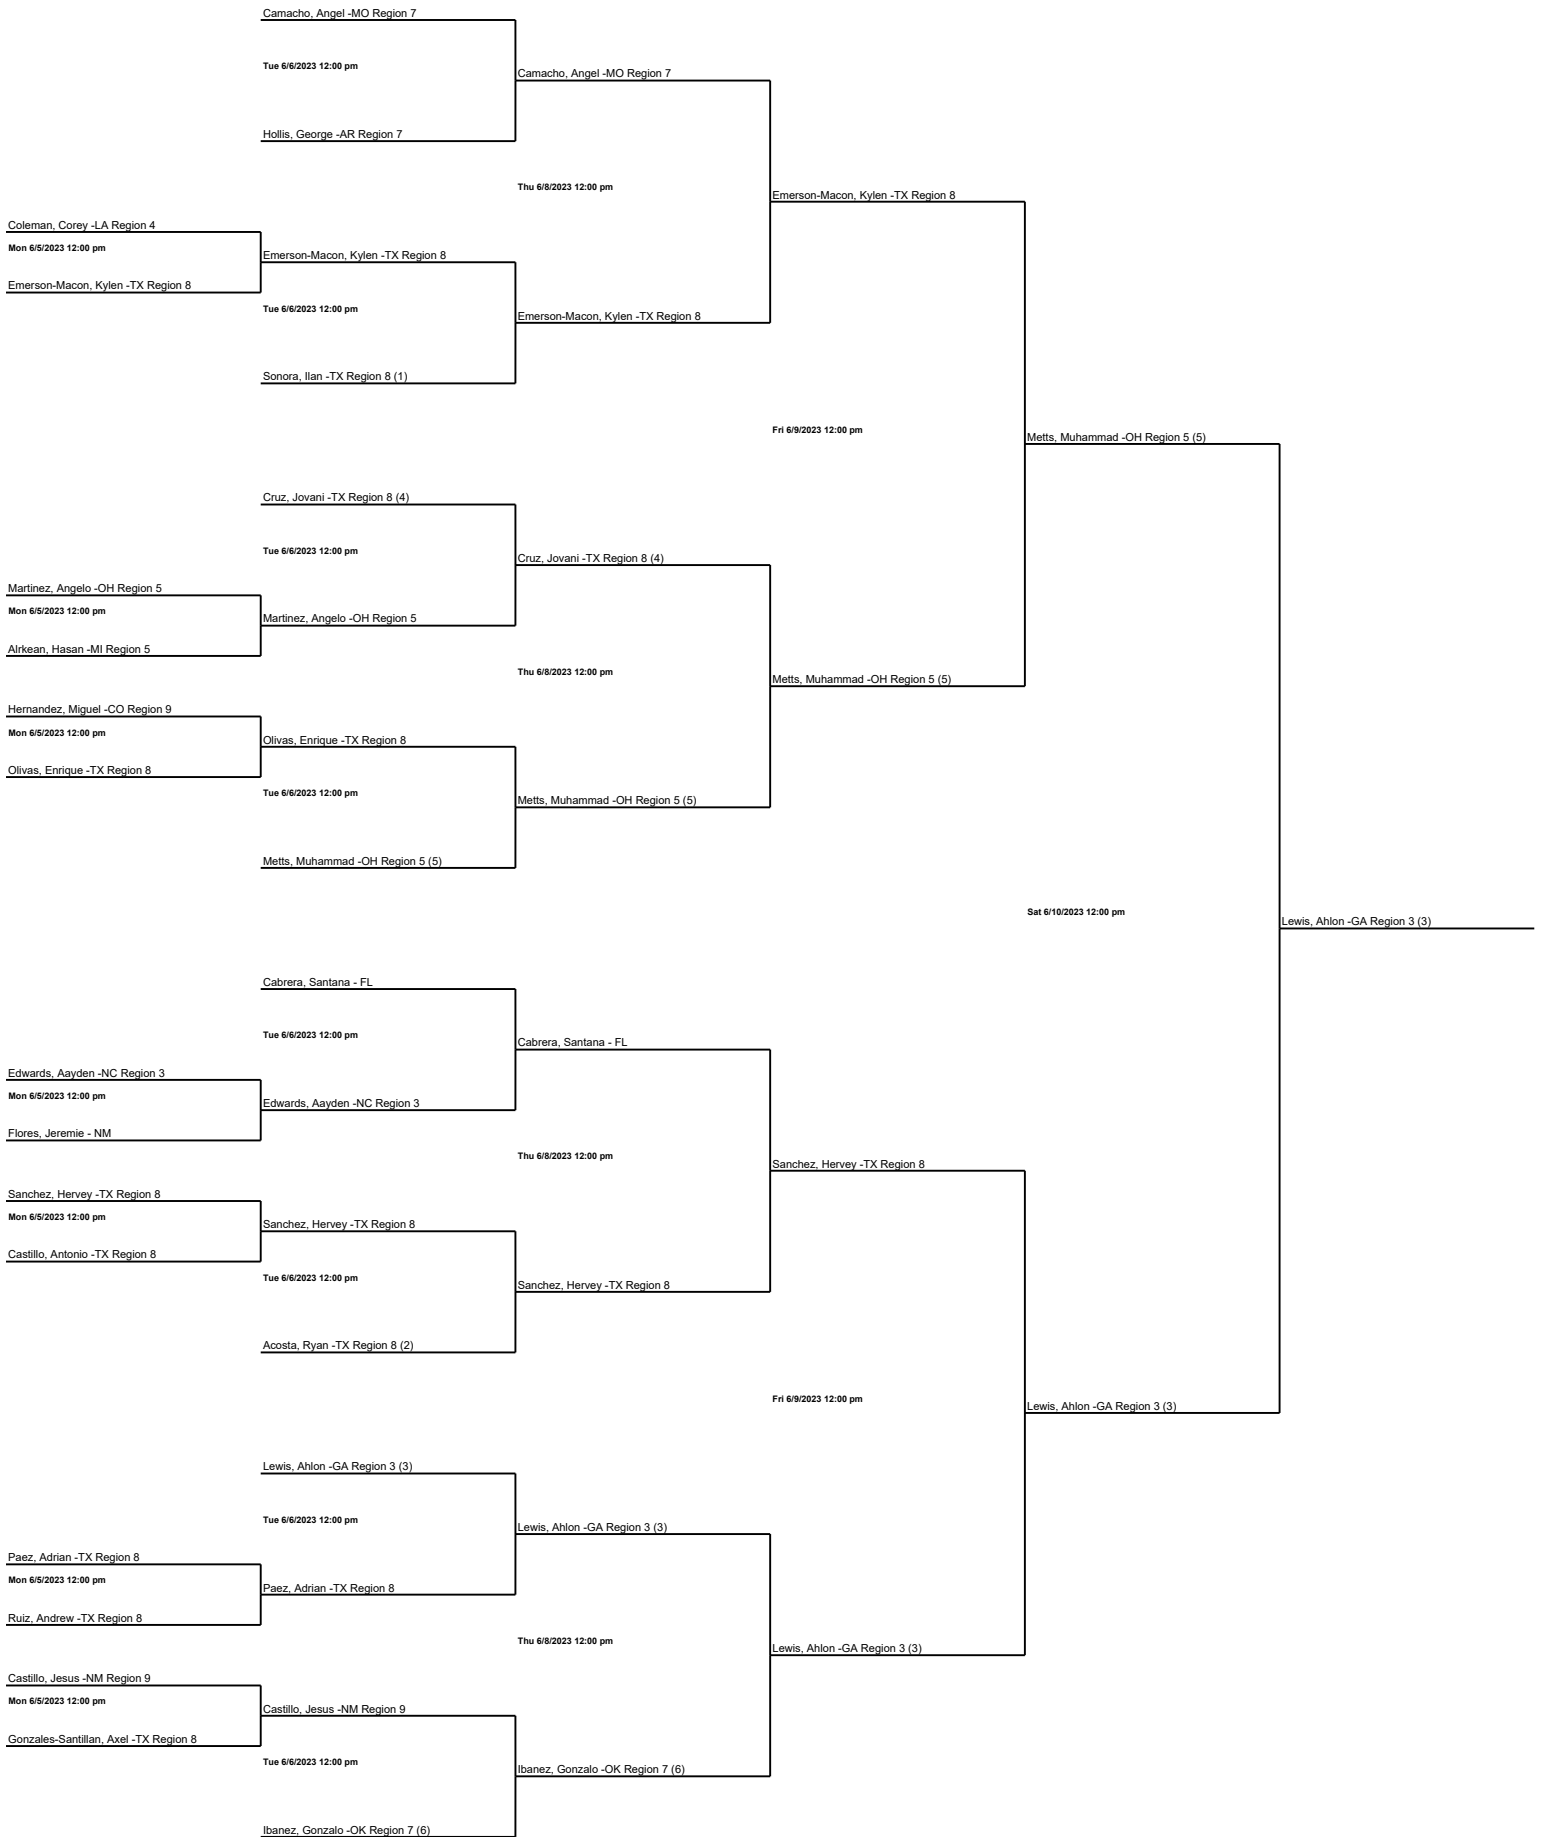 Camacho, Angel -MO Region 7
Tue 6/6/2023 12:00 pm
Camacho, Angel -MO Region 7
Hollis, George -AR Region 7
Thu 6/8/2023 12:00 pm
Emerson-Macon, Kylen -TX Region 8
Coleman, Corey -LA Region 4
Mon 6/5/2023 12:00 pm
Emerson-Macon, Kylen -TX Region 8
Emerson-Macon, Kylen -TX Region 8
Tue 6/6/2023 12:00 pm
Emerson-Macon, Kylen -TX Region 8
Sonora, Ilan -TX Region 8 (1)
Fri 6/9/2023 12:00 pm
Metts, Muhammad -OH Region 5 (5)
Cruz, Jovani -TX Region 8 (4)
Tue 6/6/2023 12:00 pm
Cruz, Jovani -TX Region 8 (4)
Martinez, Angelo -OH Region 5
Mon 6/5/2023 12:00 pm
Martinez, Angelo -OH Region 5
Alrkean, Hasan -MI Region 5
Thu 6/8/2023 12:00 pm
Metts, Muhammad -OH Region 5 (5)
Hernandez, Miguel -CO Region 9
Mon 6/5/2023 12:00 pm
Olivas, Enrique -TX Region 8
Olivas, Enrique -TX Region 8
Tue 6/6/2023 12:00 pm
Metts, Muhammad -OH Region 5 (5)
Metts, Muhammad -OH Region 5 (5)
Sat 6/10/2023 12:00 pm
Lewis, Ahlon -GA Region 3 (3)
Cabrera, Santana - FL
Tue 6/6/2023 12:00 pm
Cabrera, Santana - FL
Edwards, Aayden -NC Region 3
Mon 6/5/2023 12:00 pm
Edwards, Aayden -NC Region 3
Flores, Jeremie - NM
Thu 6/8/2023 12:00 pm
Sanchez, Hervey -TX Region 8
Sanchez, Hervey -TX Region 8
Mon 6/5/2023 12:00 pm
Sanchez, Hervey -TX Region 8
Castillo, Antonio -TX Region 8
Tue 6/6/2023 12:00 pm
Sanchez, Hervey -TX Region 8
Acosta, Ryan -TX Region 8 (2)
Fri 6/9/2023 12:00 pm
Lewis, Ahlon -GA Region 3 (3)
Lewis, Ahlon -GA Region 3 (3)
Tue 6/6/2023 12:00 pm
Lewis, Ahlon -GA Region 3 (3)
Paez, Adrian -TX Region 8
Mon 6/5/2023 12:00 pm
Paez, Adrian -TX Region 8
Ruiz, Andrew -TX Region 8
Thu 6/8/2023 12:00 pm
Lewis, Ahlon -GA Region 3 (3)
Castillo, Jesus -NM Region 9
Mon 6/5/2023 12:00 pm
Castillo, Jesus -NM Region 9
Gonzales-Santillan, Axel -TX Region 8
Tue 6/6/2023 12:00 pm
Ibanez, Gonzalo -OK Region 7 (6)
Ibanez, Gonzalo -OK Region 7 (6)